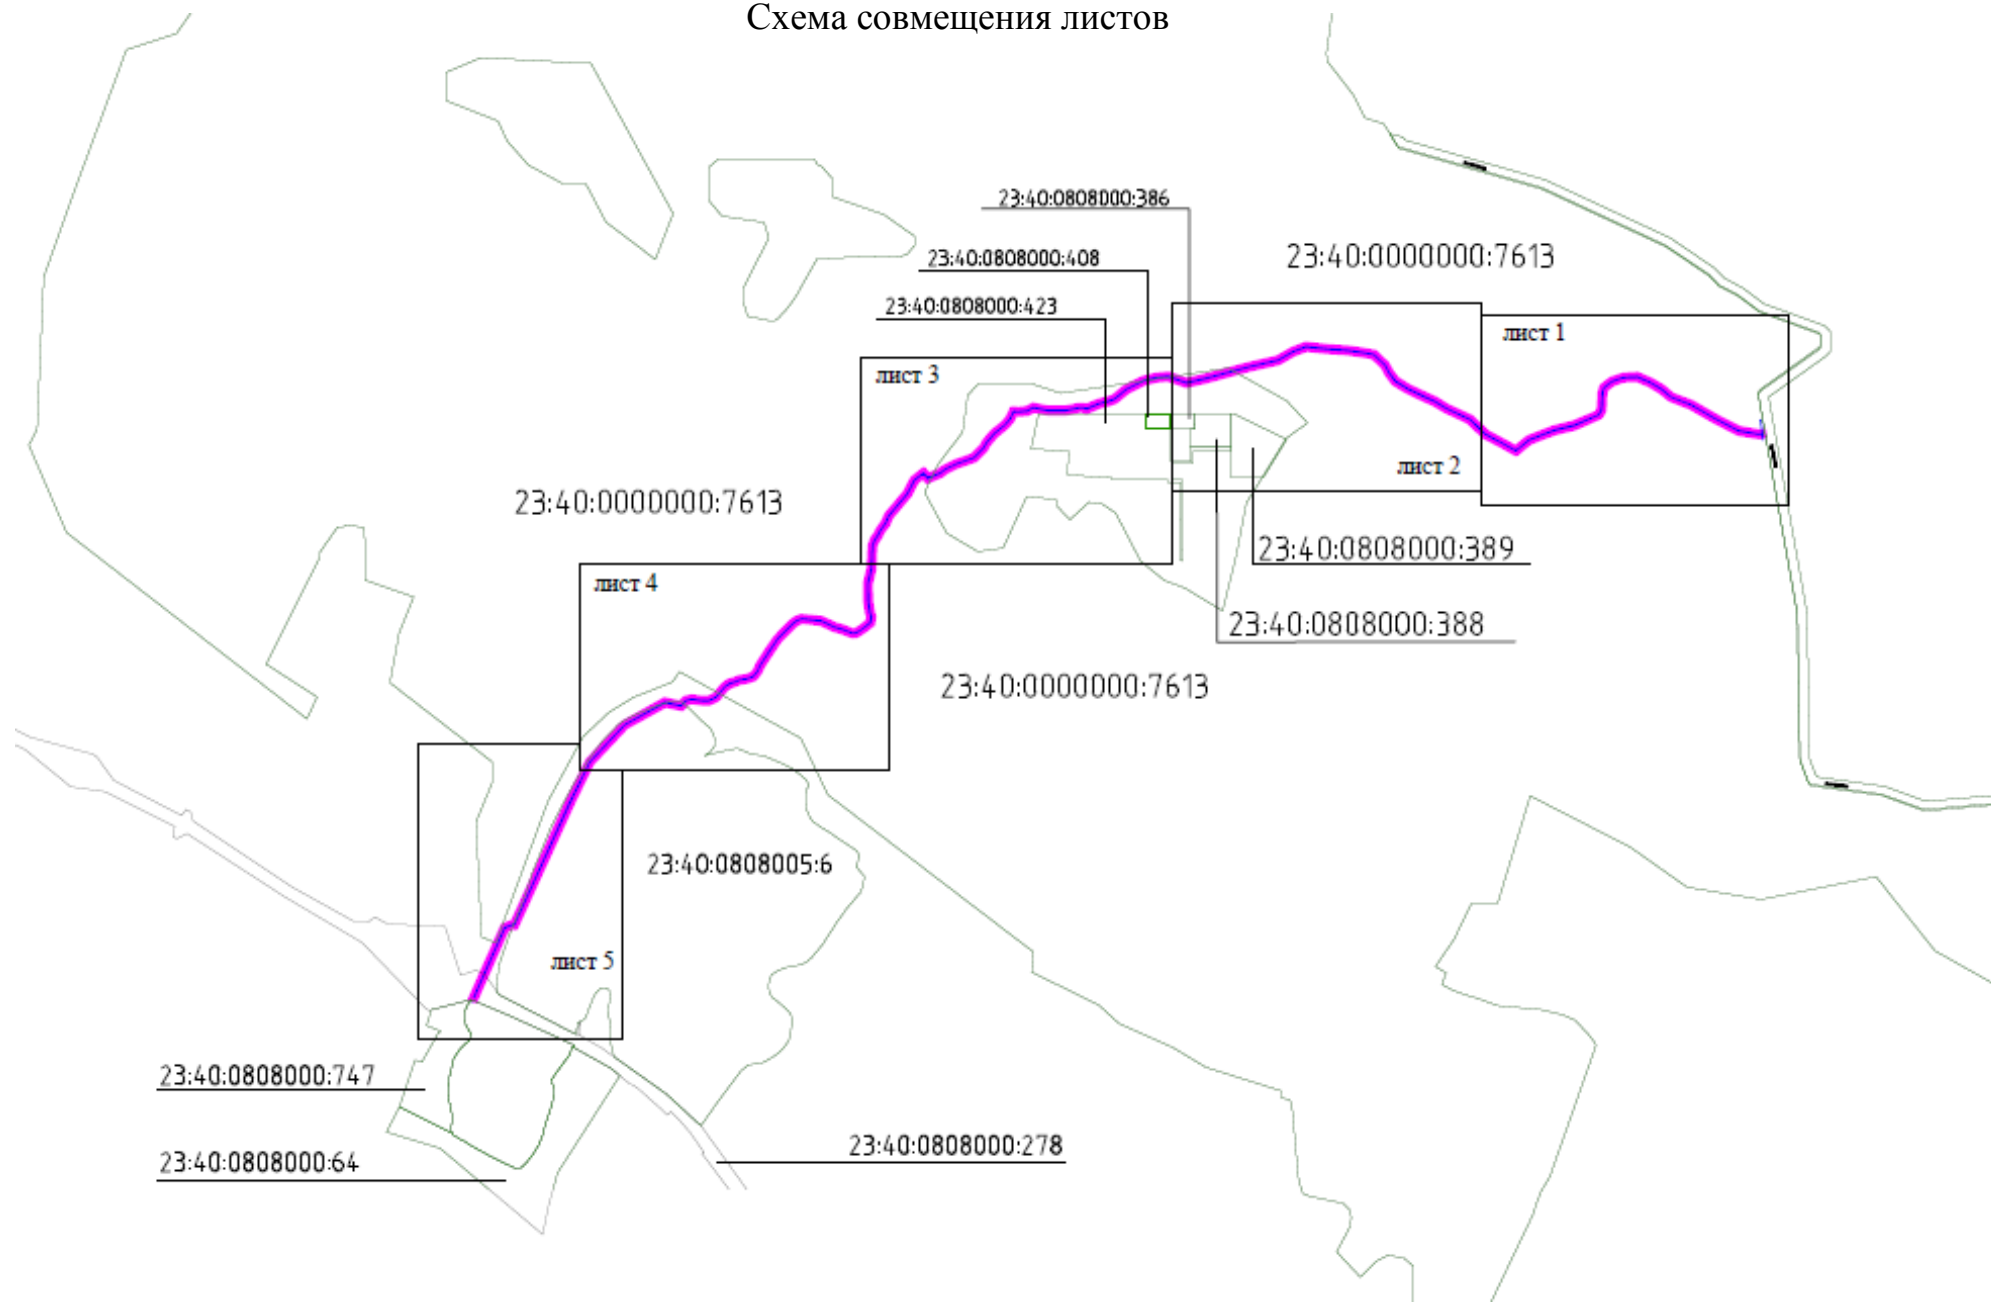 Схема совмещения листов
23:40:0808000:386
23:40:0000000:7613
23:40:0808000:408
23:40:0808000:423
лист 1
лист 3
лист 2
23:40:0000000:7613
23:40:0808000:389
лист 4
23:40:0808000:388
23:40:0000000:7613
23:40:0808005:6
лист 5
23:40:0808000:747
23:40:0808000:278
23:40:0808000:64